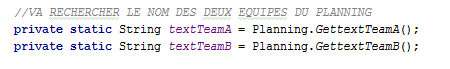 //VA RECHERCHER LE NOM DES DEUX EQUIPES DU PLANNING
private static String textTeamA = Planning.GettextTeamA();
private static String textTeamB = Planning.GettextTeamB();